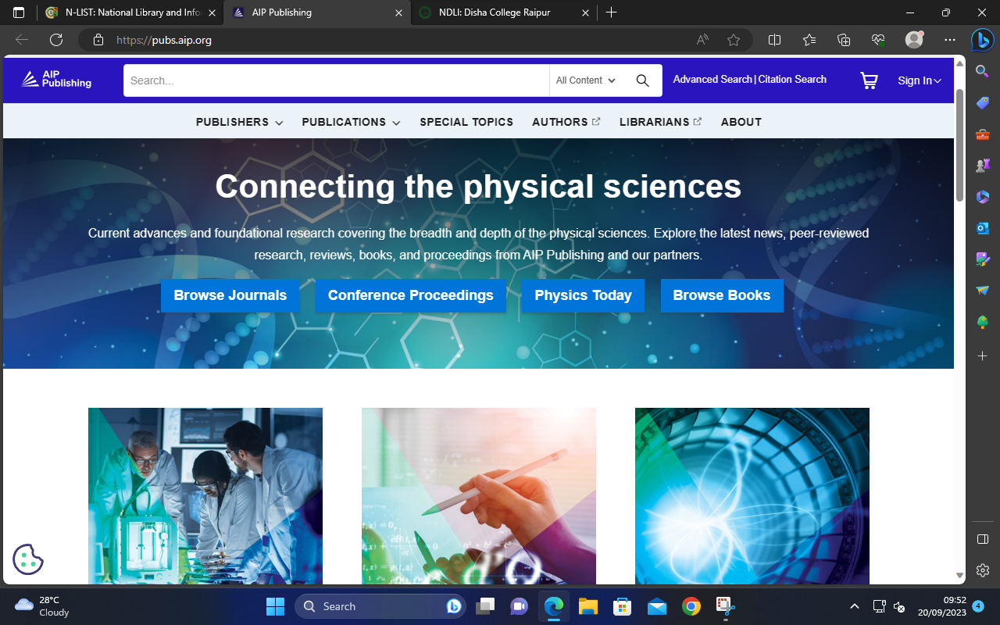 N-LIST: National Library and Info
AIP Publishing
NDLI: Disha College Raipur
https://pubs.aip.org
AIP
Publishing
Search...
All Content
Advanced Search | Citation Search
Sign In
PUBLISHERS
PUBLICATIONS
SPECIAL TOPICS
AUTHORS
LIBRARIANS
ABOUT
Connecting the physical sciences
Current advances and foundational research covering the breadth and depth of the physical sciences. Explore the latest news, peer-reviewed
research, reviews, books, and proceedings from AIP Publishing and our partners.
Browse Journals
Conference Proceedings
Physics Today
Browse Books
28°C
Cloudy
Search
09:52
20/09/2023
4